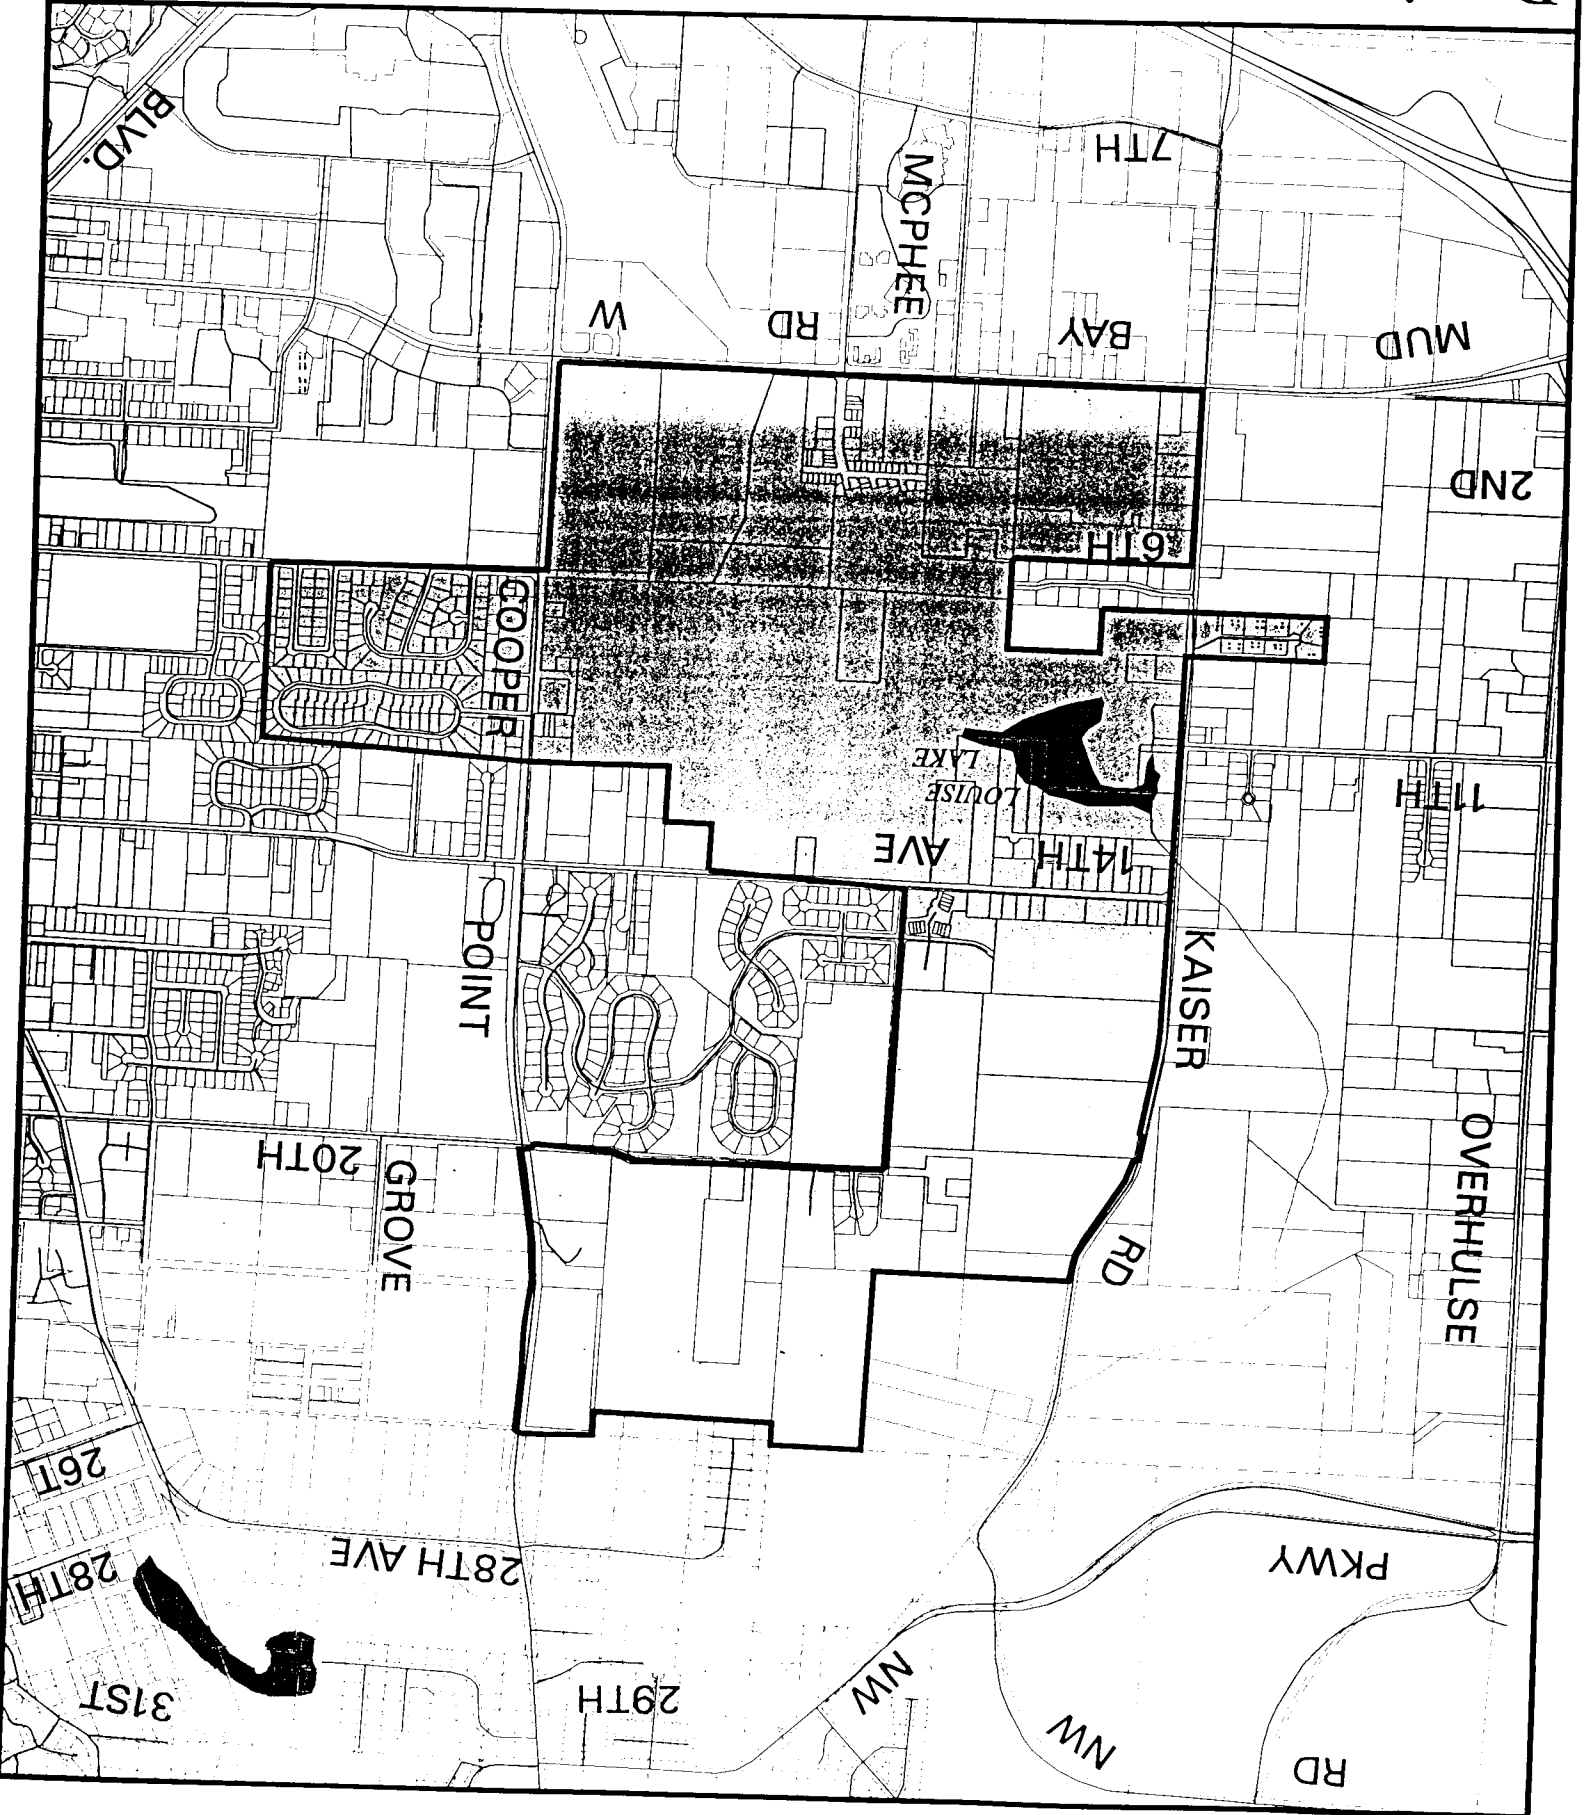 RD
NW
NW
29TH
31ST
PKWY
28TH AVE
28TH
26T
RD
OVERHULSE
GROVE
20TH
KAISER
POINT
14TH
AVE
11TH
LOUISE
LAKE
COOPER
6TH
2ND
MUD
BAY
RD
W
MCPHEE
7TH
BLVD.